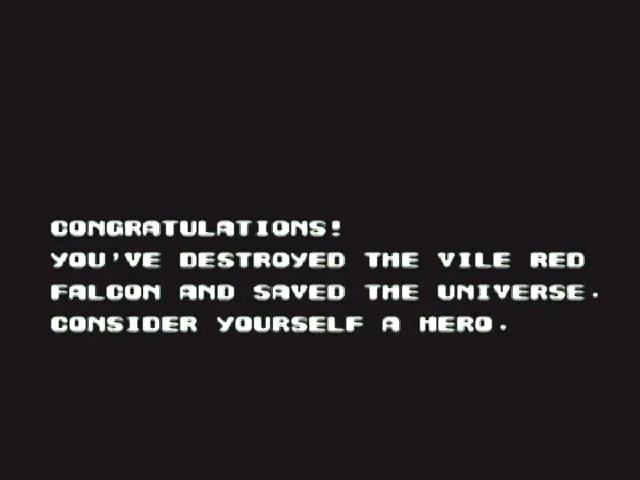 CONGRATULATIONS!
YOU'VE DESTROYED THE VILE RED
FALCON AND SAVED THE UNIVERSE.
CONSIDER YOURSELF A HERO.